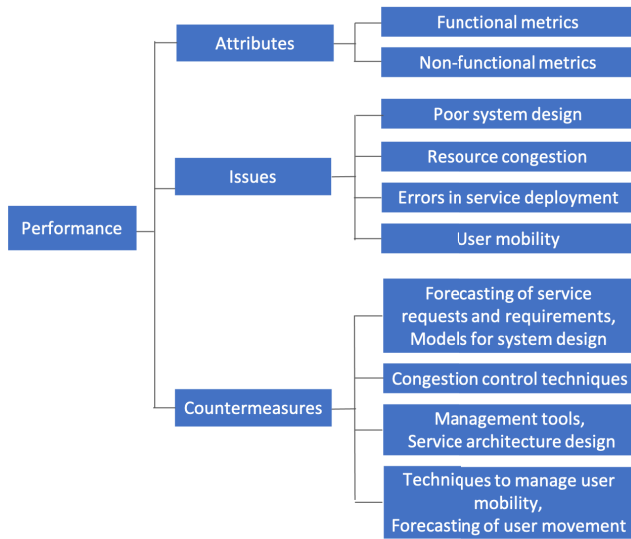 Performance
Attributes
Functional metrics
Non-functional metrics
Issues
Poor system design
Resource congestion
Errors in service deployment
User mobility
Countermeasures
Forecasting of service
requests and requirements,
Models for system design
Congestion control techniques
Management tools,
Service architecture design
Techniques to manage user
mobility,
Forecasting of user movement